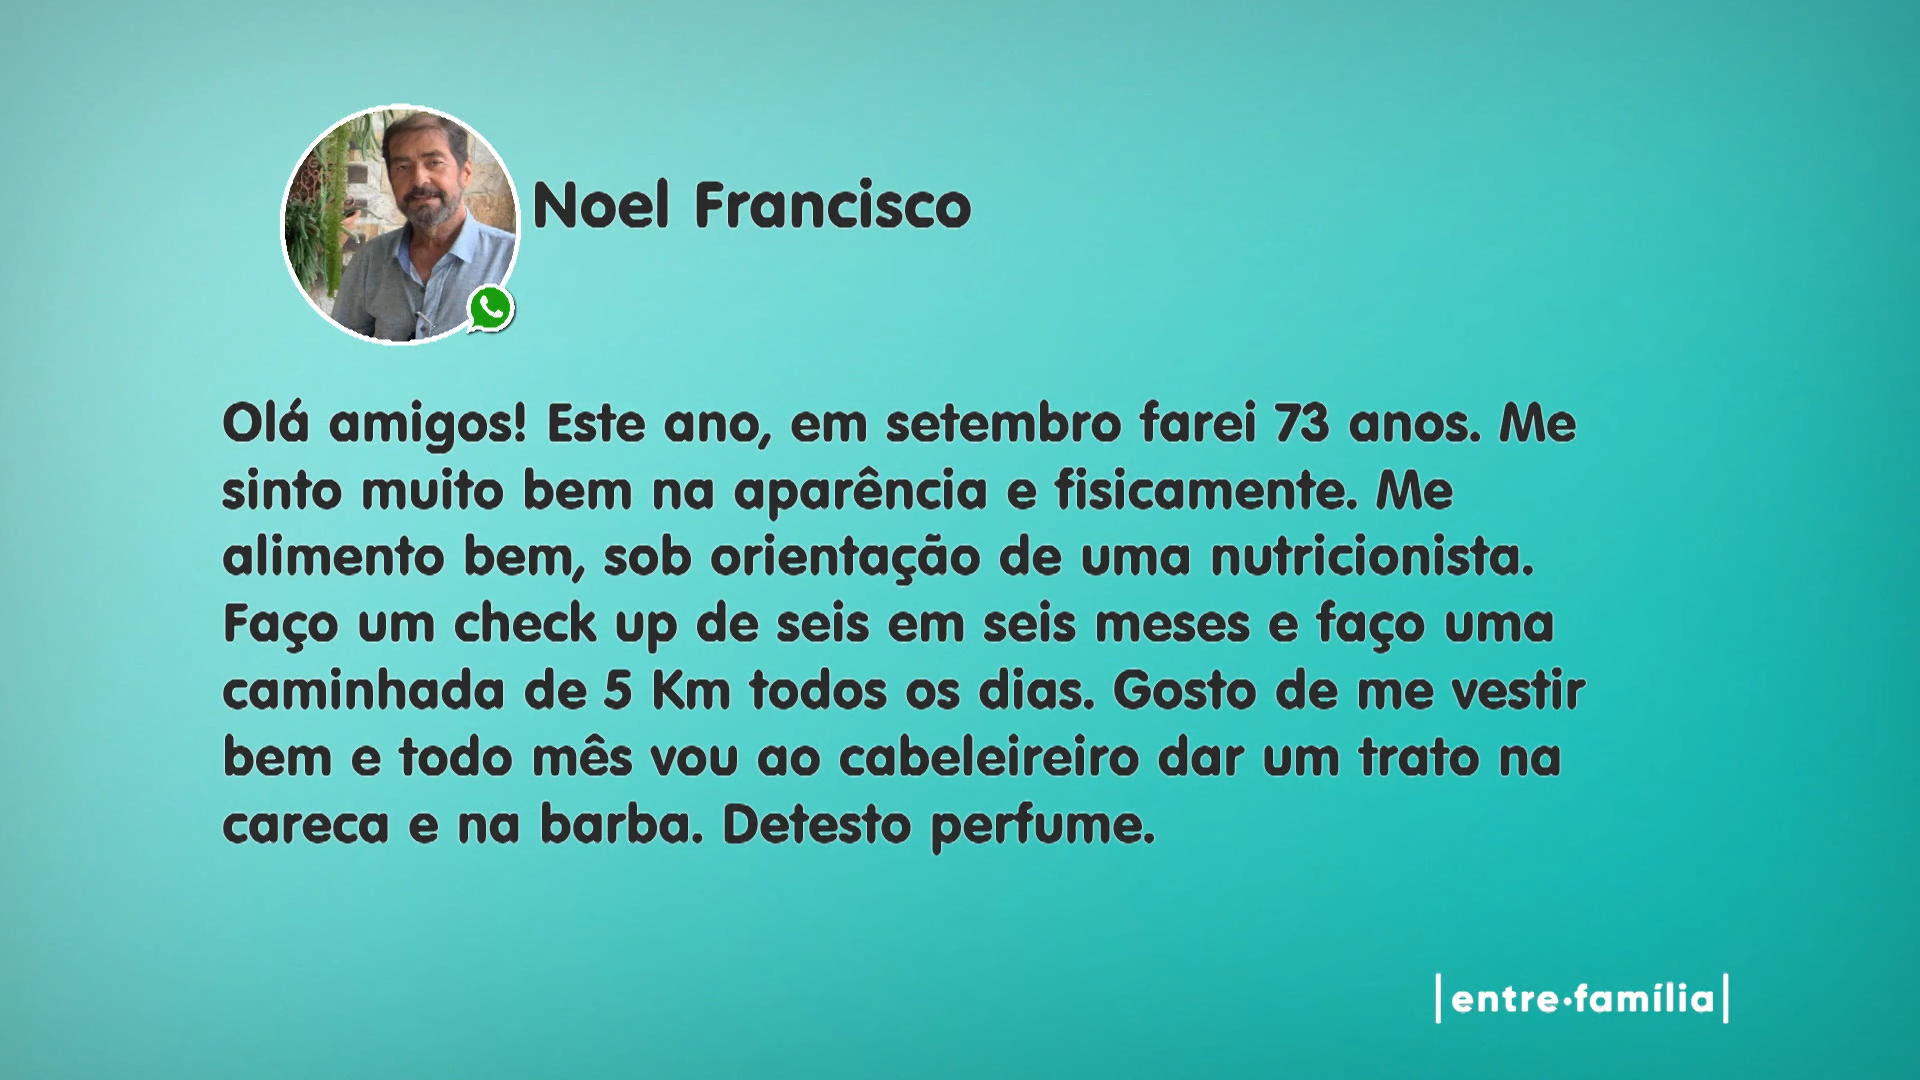 Noel Francisco
Olá amigos! Este ano, em setembro farei 73 anos. Me
sinto muito bem na aparência e fisicamente. Me
alimento bem, sob orientação de uma nutricionista.
Faço um check up de seis em seis meses e faço uma
caminhada de 5 Km todos os dias. Gosto de me vestir
bem e todo mês vou ao cabeleireiro dar um trato na
careca e na barba. Detesto perfume.
|entre•família|